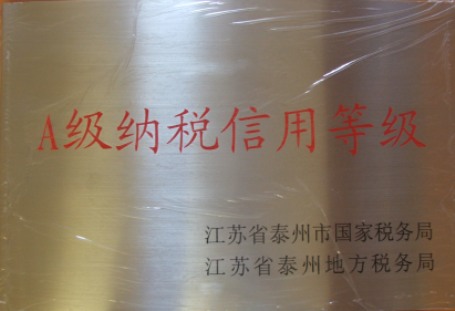 A级纳税信用等级
江苏省泰州市国家税务局
江苏省泰州地方税务局